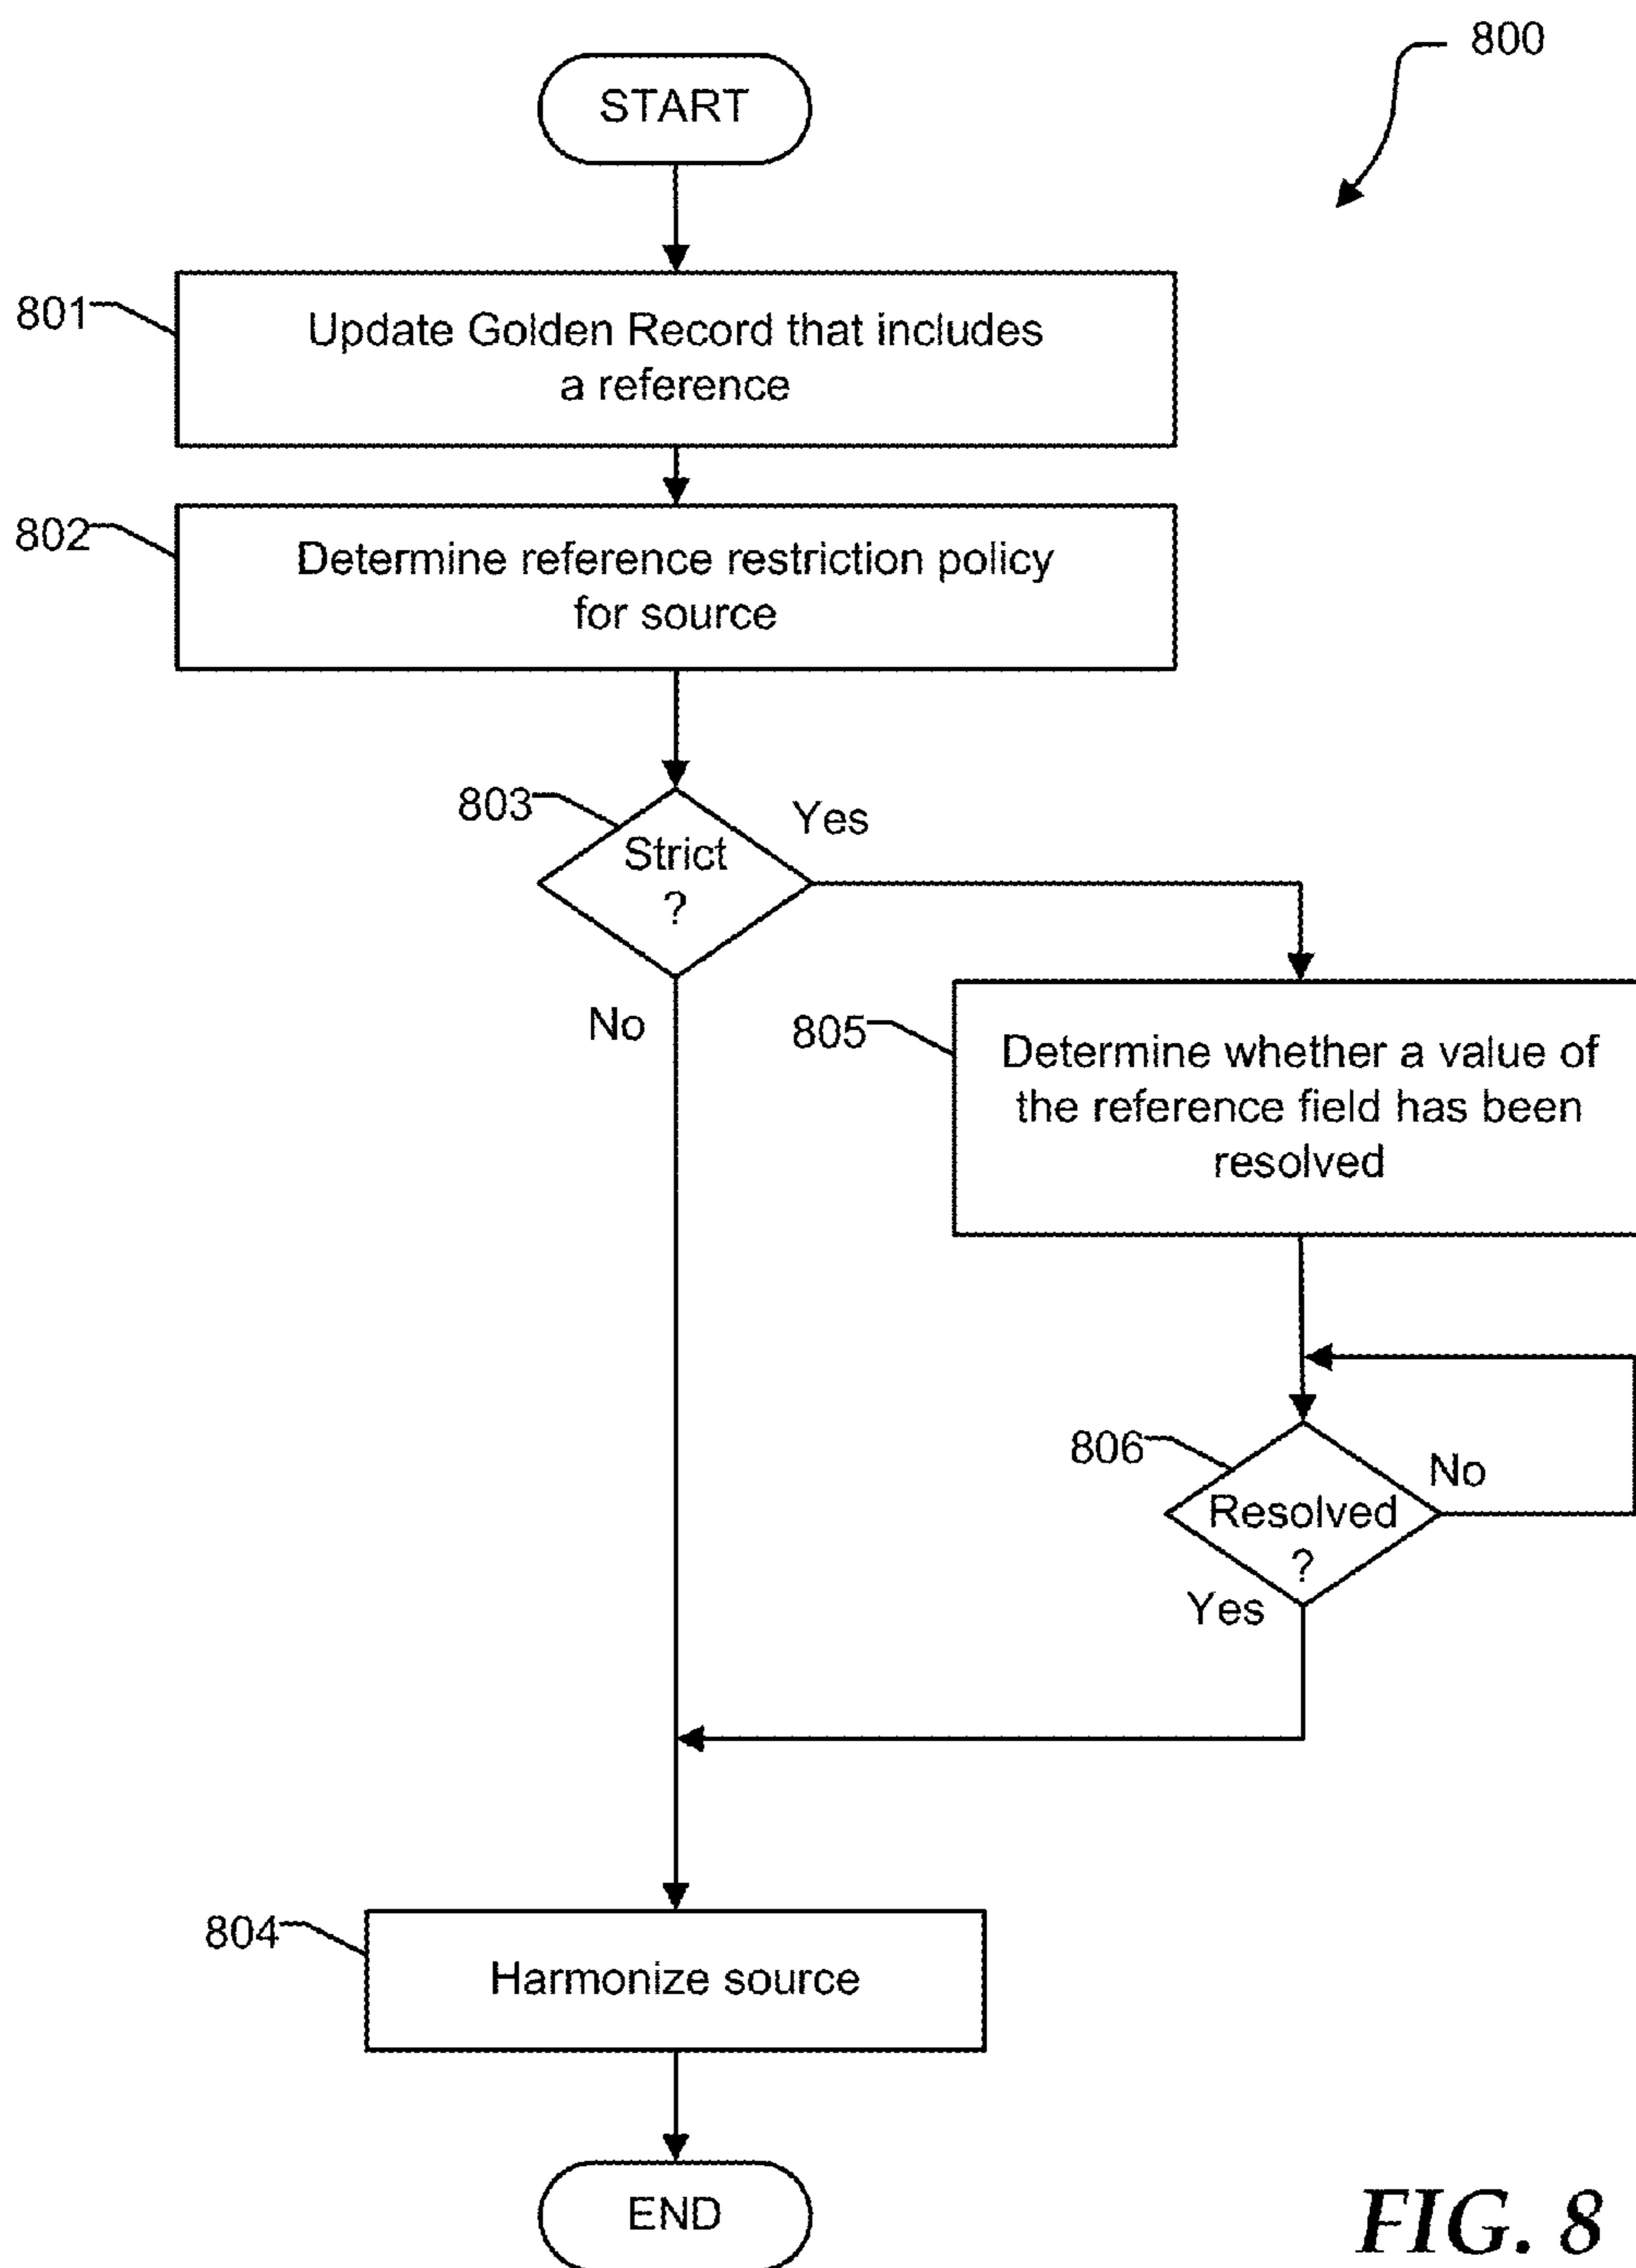 800
START
801
Update Golden Record that includes
a reference
802
Determine reference restriction policy
for source
803
Strict
?
Yes
No
805
Determine whether a value of
the reference field has been
resolved
806
Resolved
?
No
Yes
804
Harmonize source
END
FIG. 8